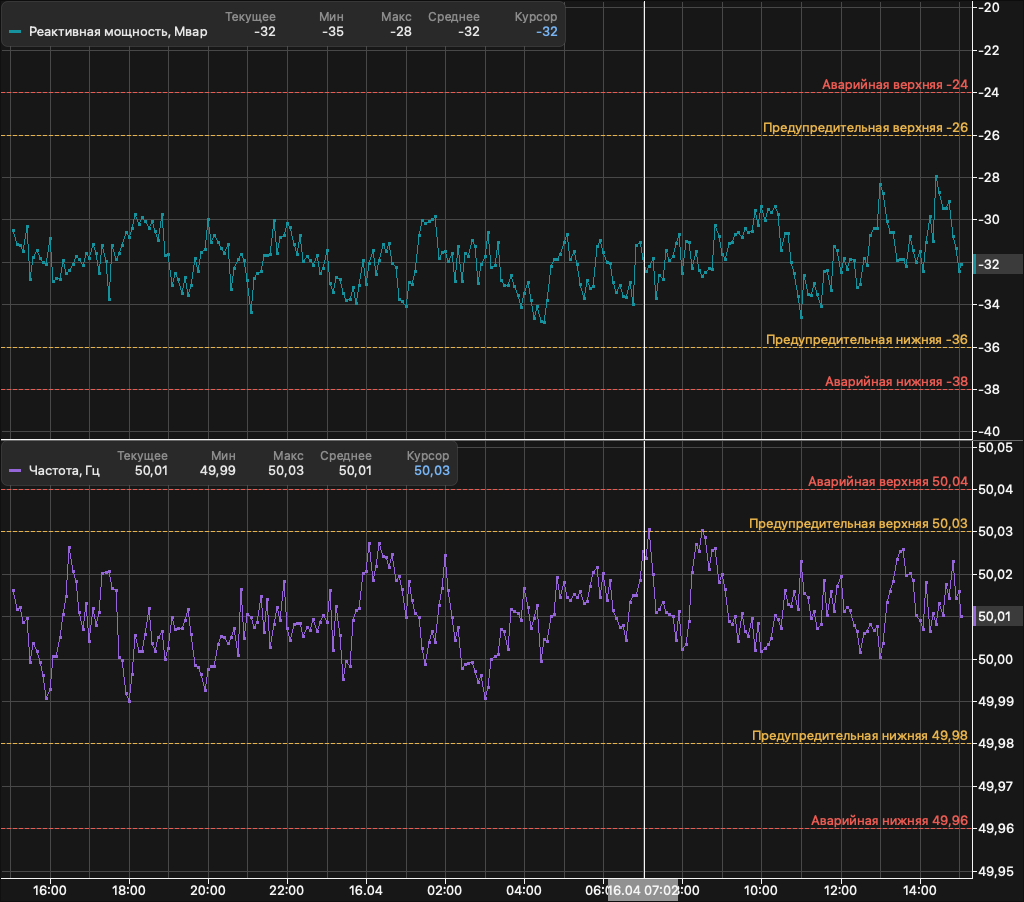 Текущее Мин Макс Среднее Курсор
Реактивная мощность, Мвар -32 -35 -28 -32 -32
-20
-22
Аварийная верхняя -24
-24
Предупредительная верхняя -26
-26
-28
-30
-32
-34
Предупредительная нижняя -36
-36
Аварийная нижняя -38
-38
-40
Текущее Мин Макс Среднее Курсор
Частота, Гц 50,01 49,99 50,03 50,01 50,03
50,05
Аварийная верхняя 50,04
50,04
Предупредительная верхняя 50,03
50,03
50,02
50,01
50,00
49,99
Предупредительная нижняя 49,98
49,98
49,97
Аварийная нижняя 49,96
49,96
49,95
16:00 18:00 20:00 22:00 16.04 02:00 04:00 06:0 16.04 07:02 :00 10:00 12:00 14:00